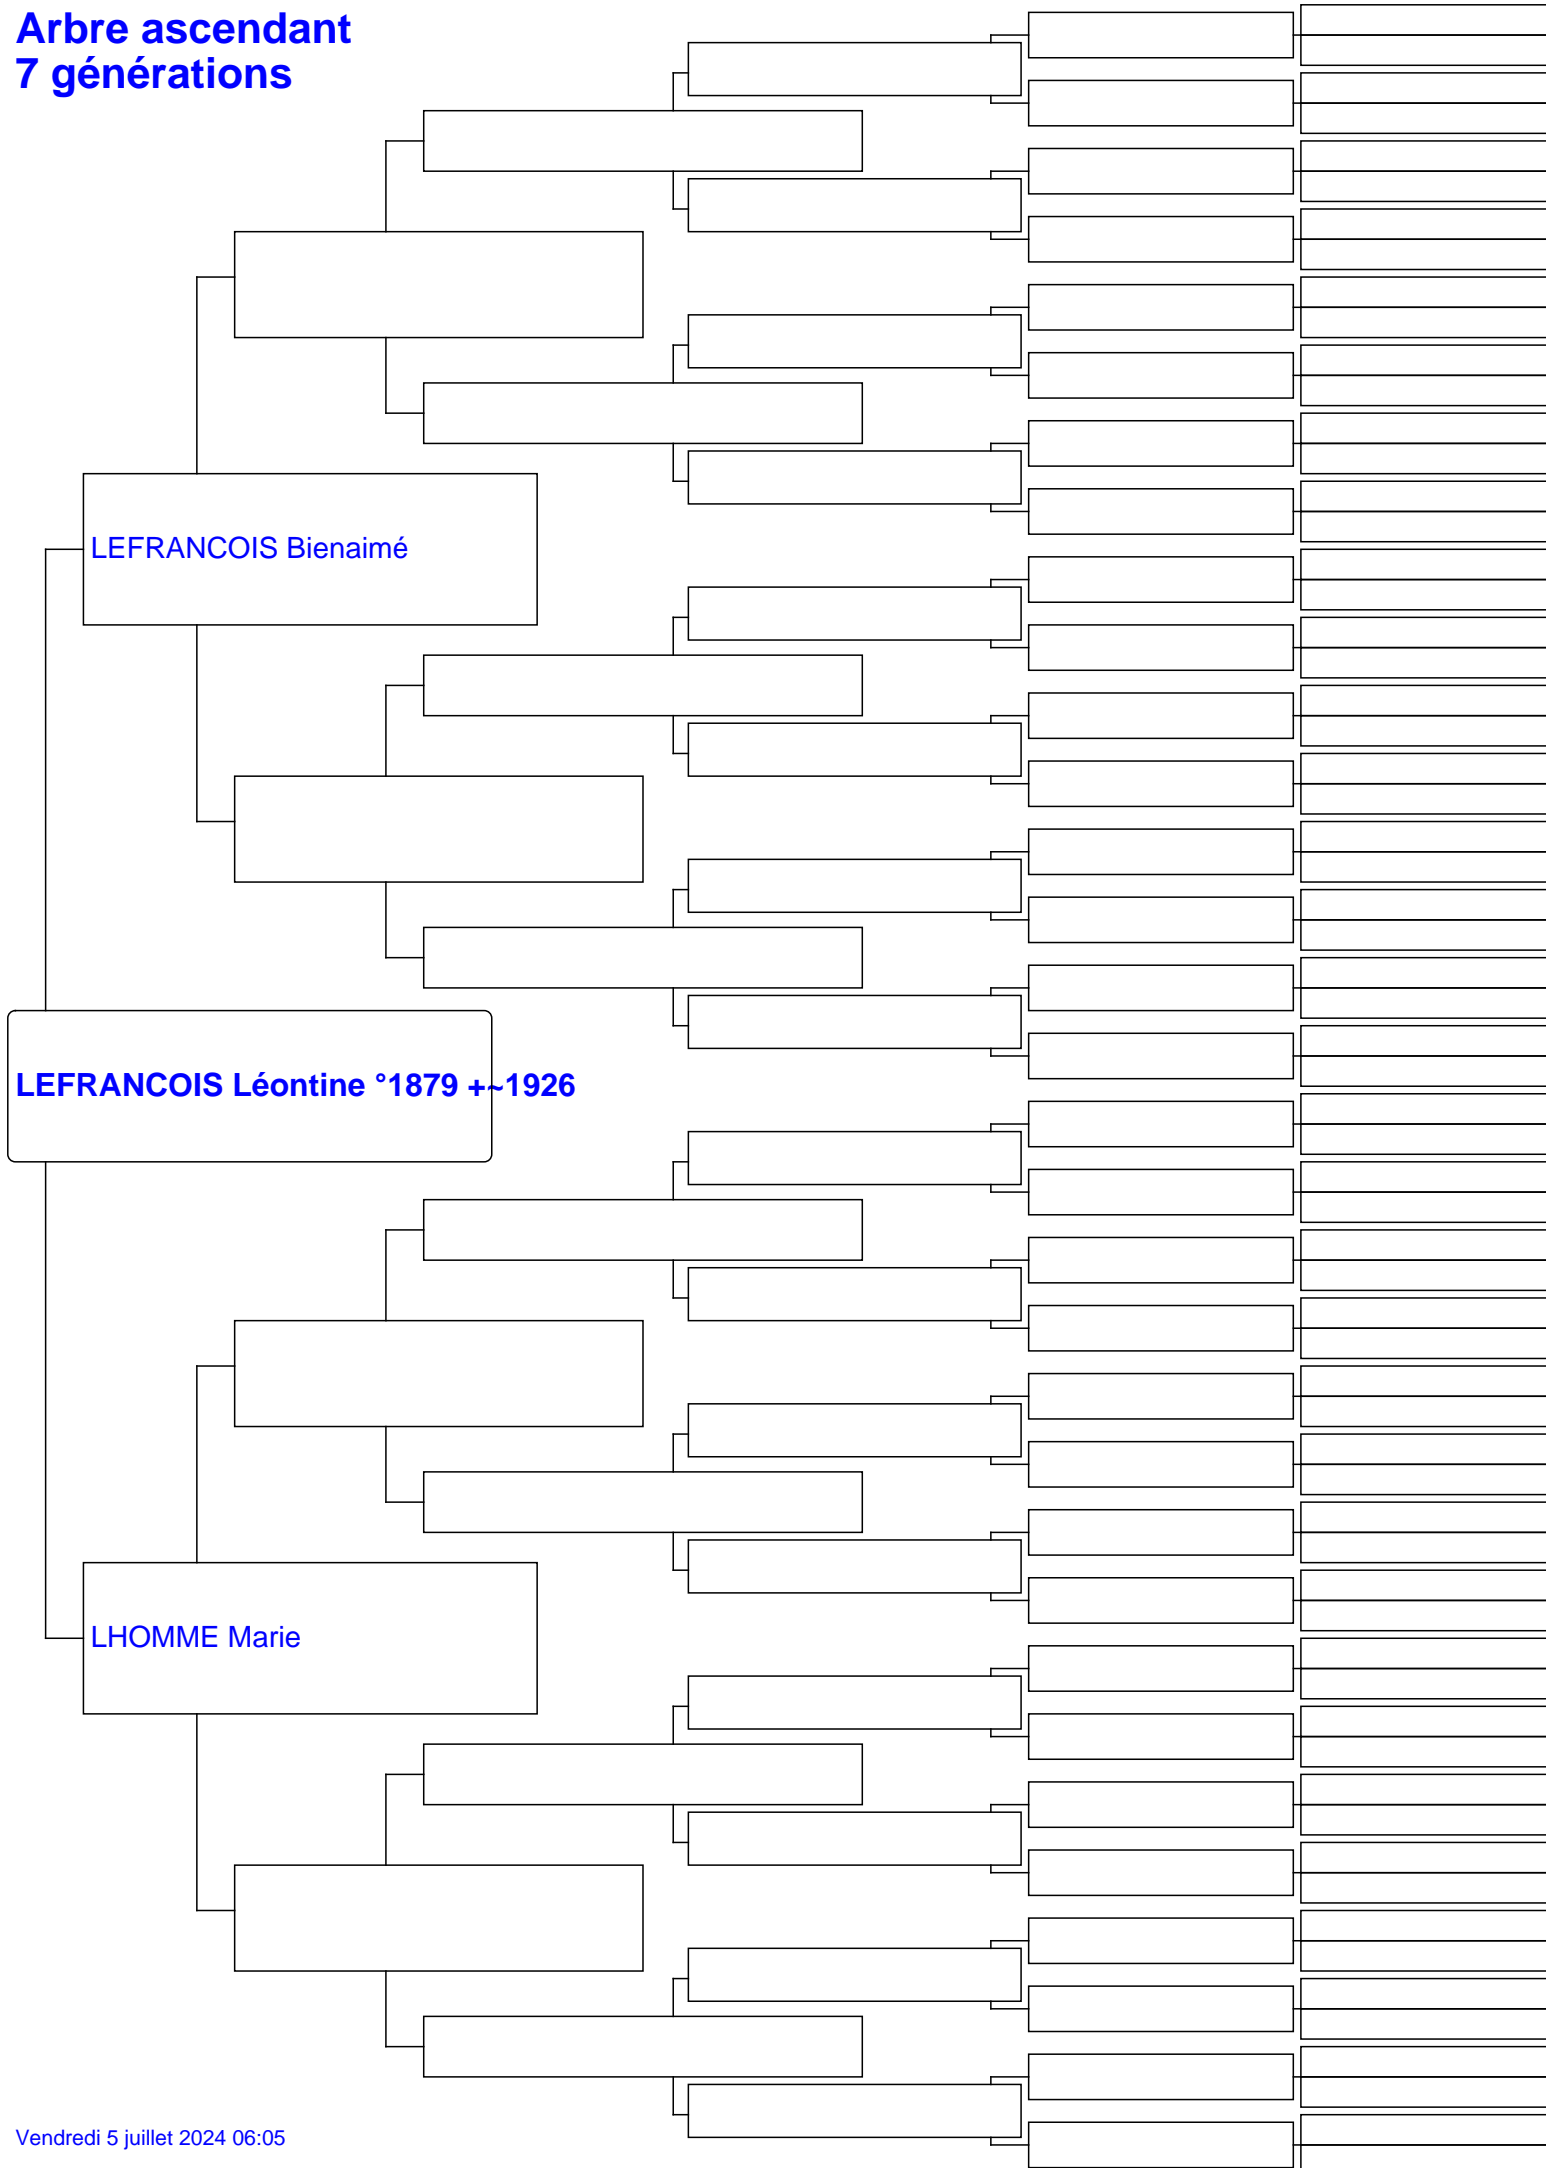 Arbre ascendant
7 générations
LEFRANCOIS Bienaimé
LEFRANCOIS Léontine °1879 +~1926
LHOMME Marie
Vendredi 5 juillet 2024 06:05